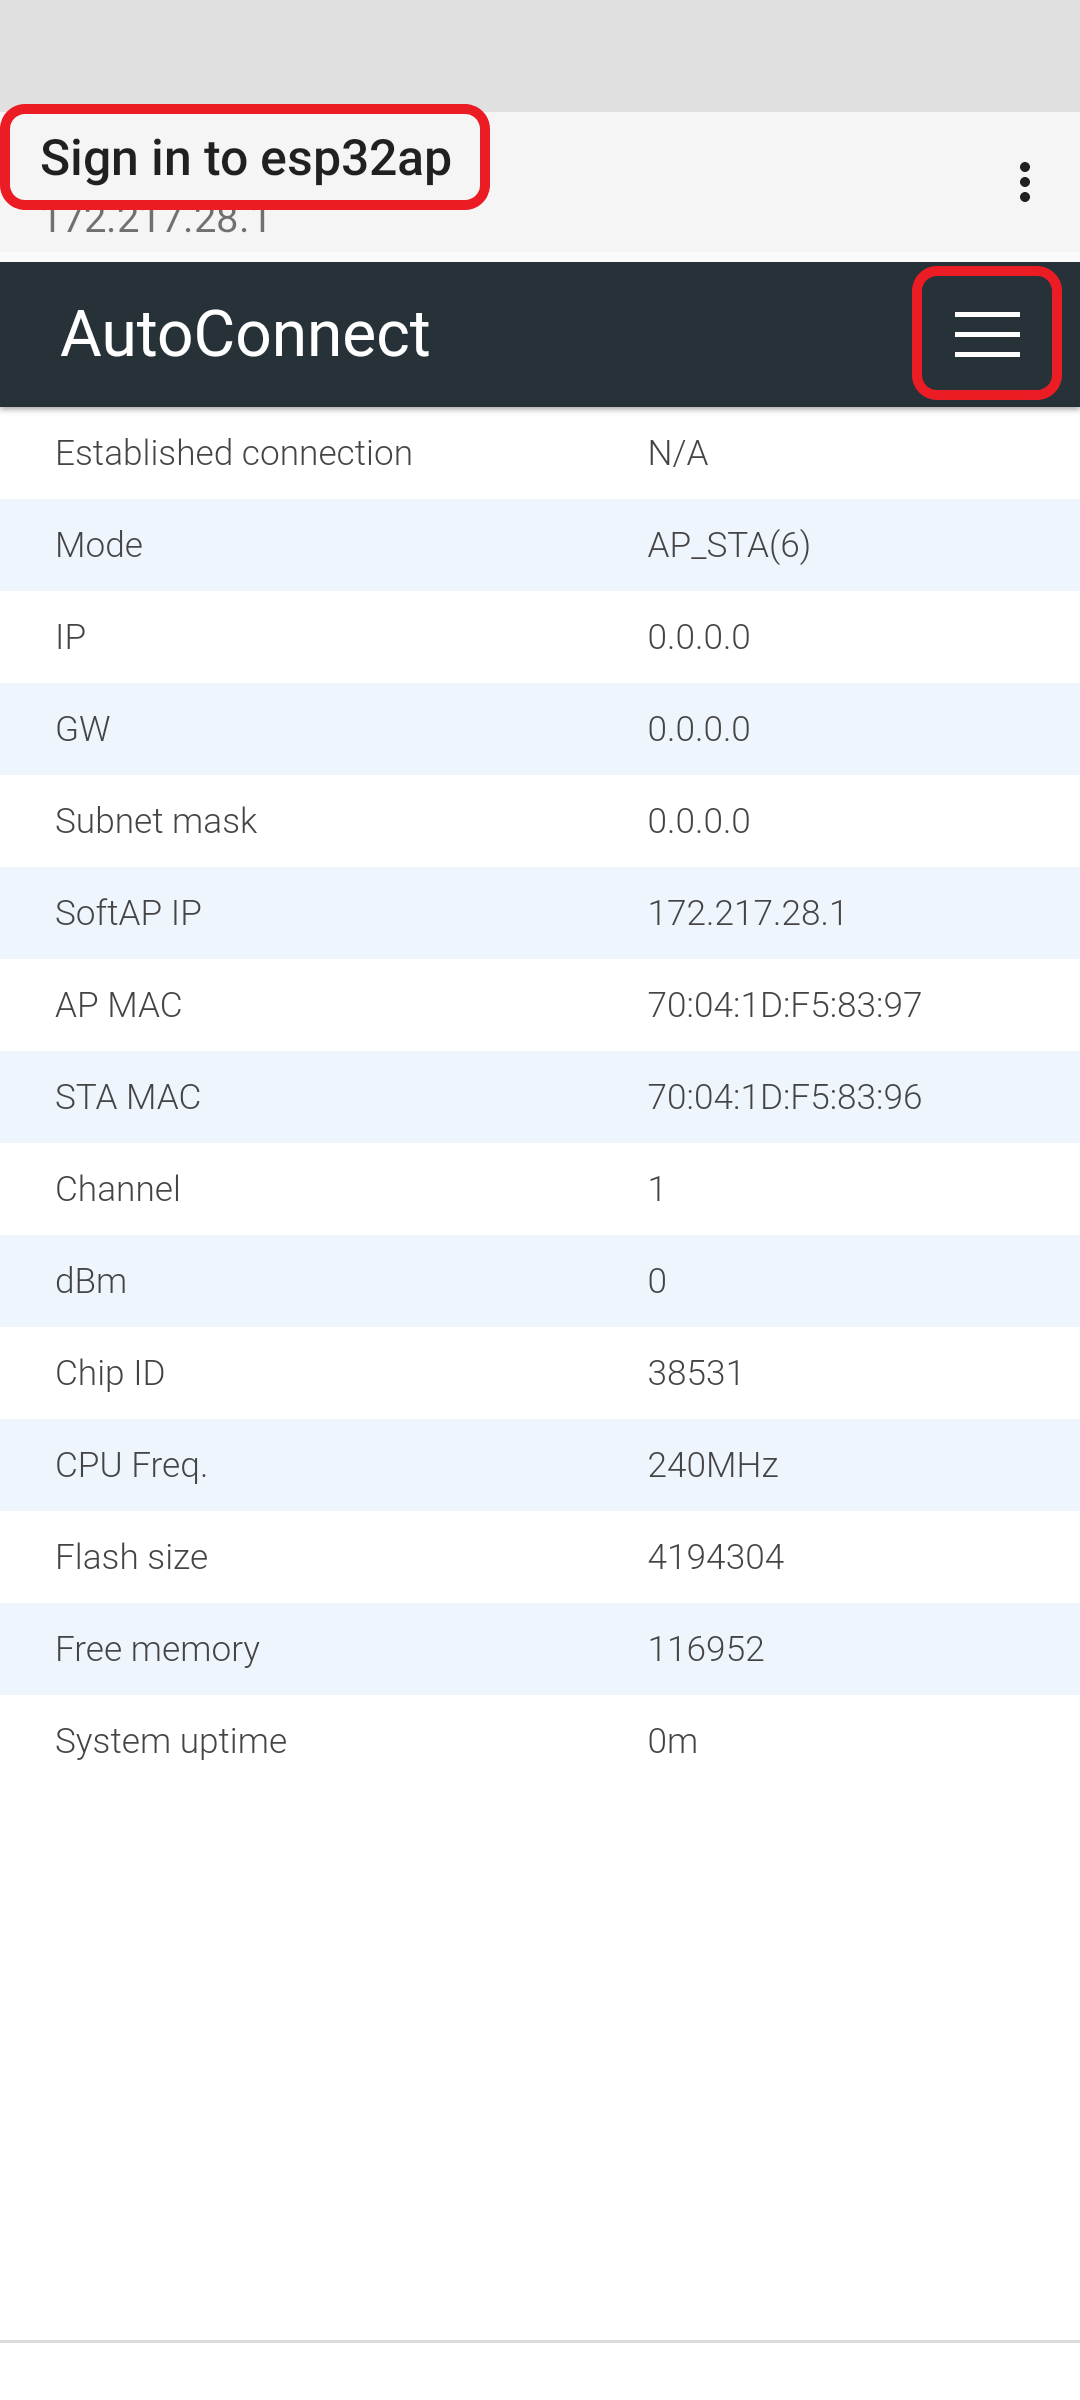 Sign in to esp32ap
172.217.28.1
AutoConnect
Established connection N/A
Mode AP_STA(6)
IP 0.0.0.0
GW 0.0.0.0
Subnet mask 0.0.0.0
SoftAP IP 172.217.28.1
AP MAC 70:04:1D:F5:83:97
STA MAC 70:04:1D:F5:83:96
Channel 1
dBm 0
Chip ID 38531
CPU Freq. 240MHz
Flash size 4194304
Free memory 116952
System uptime 0m